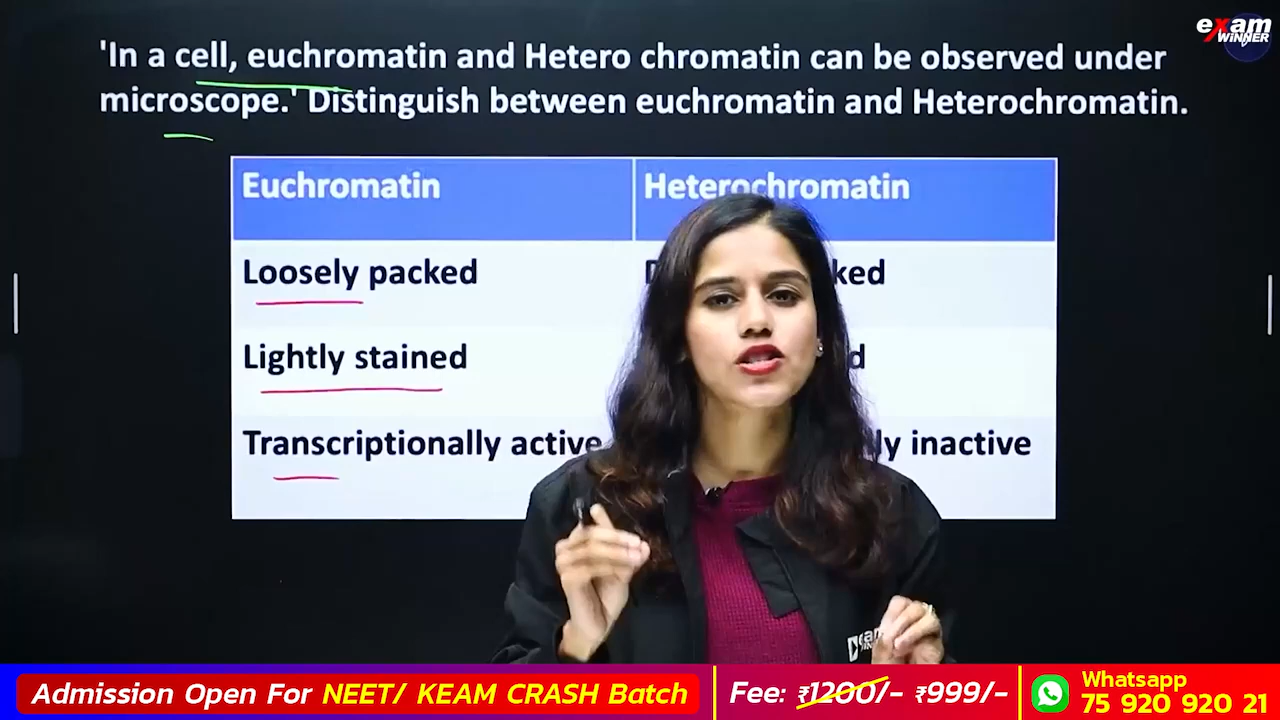 exam
WINNER
'In a cell, euchromatin and Hetero chromatin can be observed under
microscope.' Distinguish between euchromatin and Heterochromatin.
Euchromatin
Heterochromatin
Loosely packed
Lightly stained
Transcriptionally active
inactive
Admission Open For NEET/ KEAM CRASH Batch
Fee: ₹1200/- ₹999/-
Whatsapp
75 920 920 21